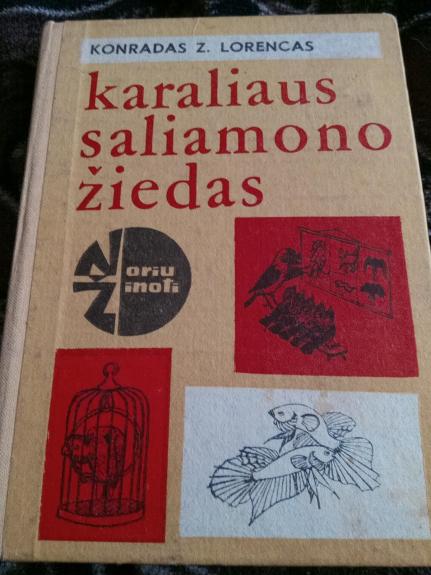 KONRADAS Z. LORENCAS
karaliaus
saliamono
žiedas
Noriu
Žinoti